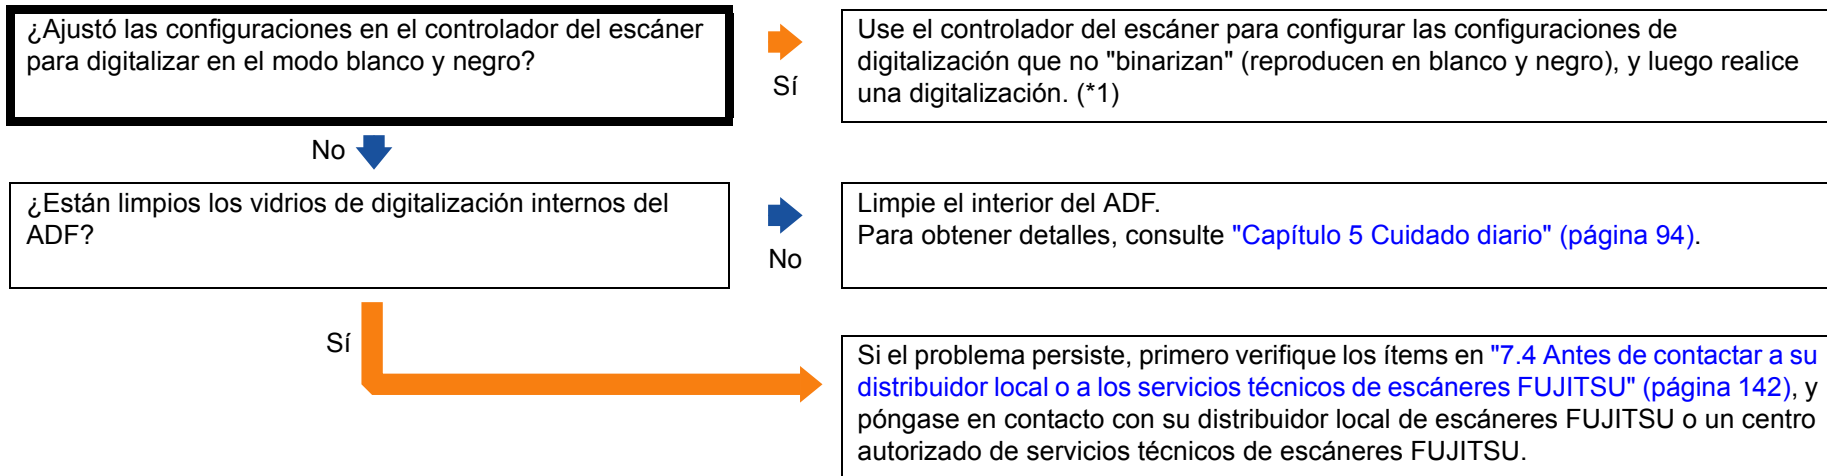 ¿Ajustó las configuraciones en el controlador del escáner
para digitalizar en el modo blanco y negro?
Sí
Use el controlador del escáner para configurar las configuraciones de
digitalización que no "binarizan" (reproducen en blanco y negro), y luego realice
una digitalización. (*1)
No
¿Están limpios los vidrios de digitalización internos del
ADF?
No
Limpie el interior del ADF.
Para obtener detalles, consulte "Capítulo 5 Cuidado diario" (página 94).
Sí
Si el problema persiste, primero verifique los ítems en "7.4 Antes de contactar a su
distribuidor local o a los servicios técnicos de escáneres FUJITSU" (página 142), y
póngase en contacto con su distribuidor local de escáneres FUJITSU o un centro
autorizado de servicios técnicos de escáneres FUJITSU.